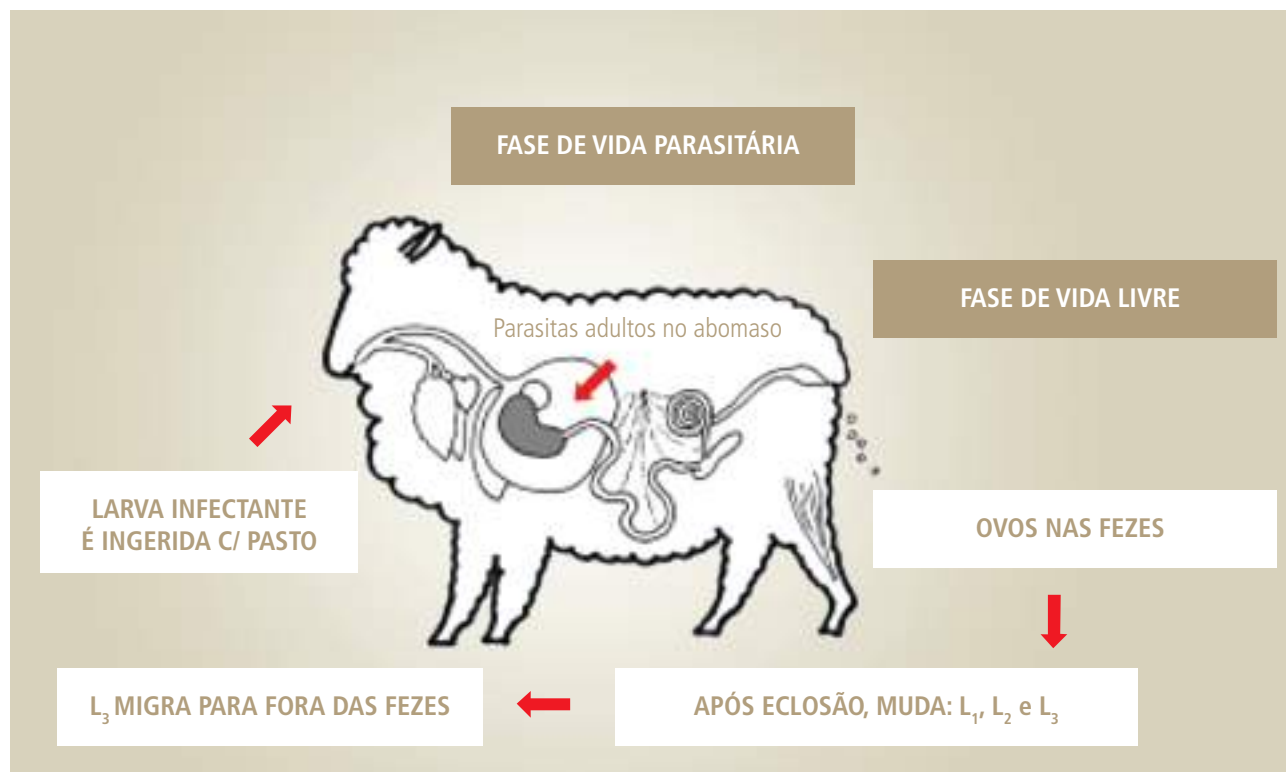 FASE DE VIDA PARASITÁRIA
FASE DE VIDA LIVRE
Parasitas adultos no abomaso
LARVA INFECTANTE
É INGERIDA C/ PASTO
OVOS NAS FEZES
L₃ MIGRA PARA FORA DAS FEZES
APÓS ECLOSÃO, MUDA: L₁, L₂ e L₃